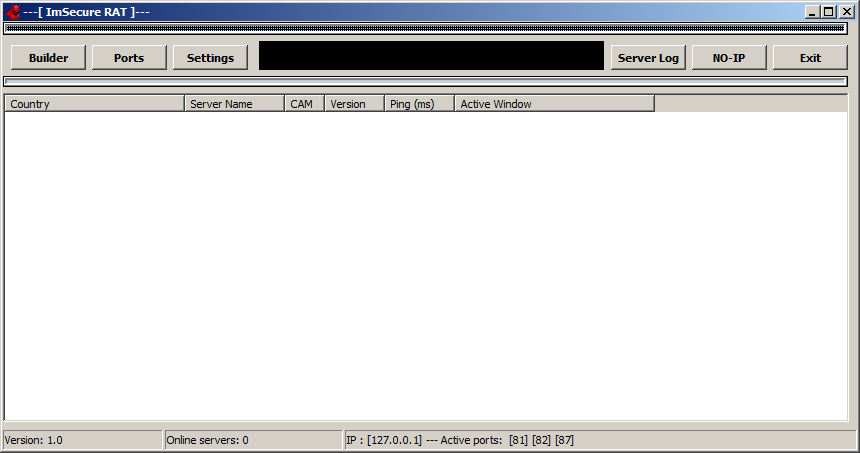 ---[ ImSecure RAT ]---
Builder Ports Settings Server Log NO-IP Exit
Country Server Name CAM Version Ping (ms) Active Window
Version: 1.0 Online servers: 0 IP : [127.0.0.1] --- Active ports: [81] [82] [87]